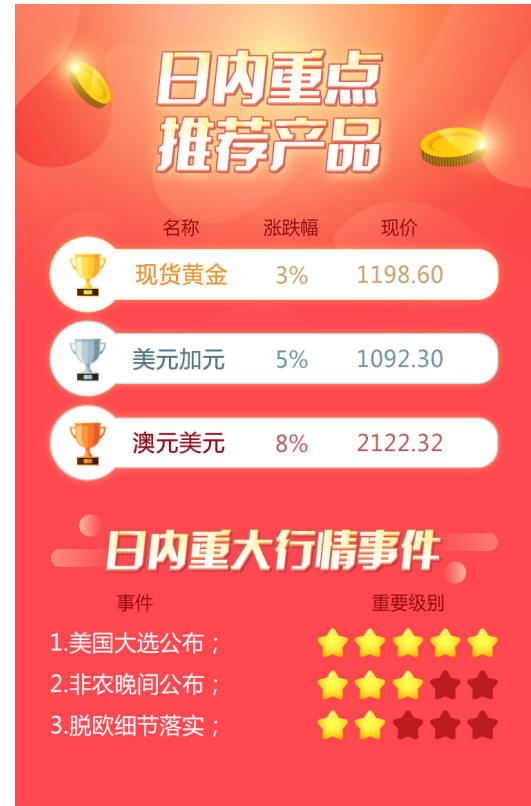 日内重点
推荐产品
名称 涨跌幅 现价
现货黄金 3% 1198.60
美元加元 5% 1092.30
澳元美元 8% 2122.32
日内重大行情事件
事件 重要级别
1.美国大选公布；
2.非农晚间公布；
3.脱欧细节落实；